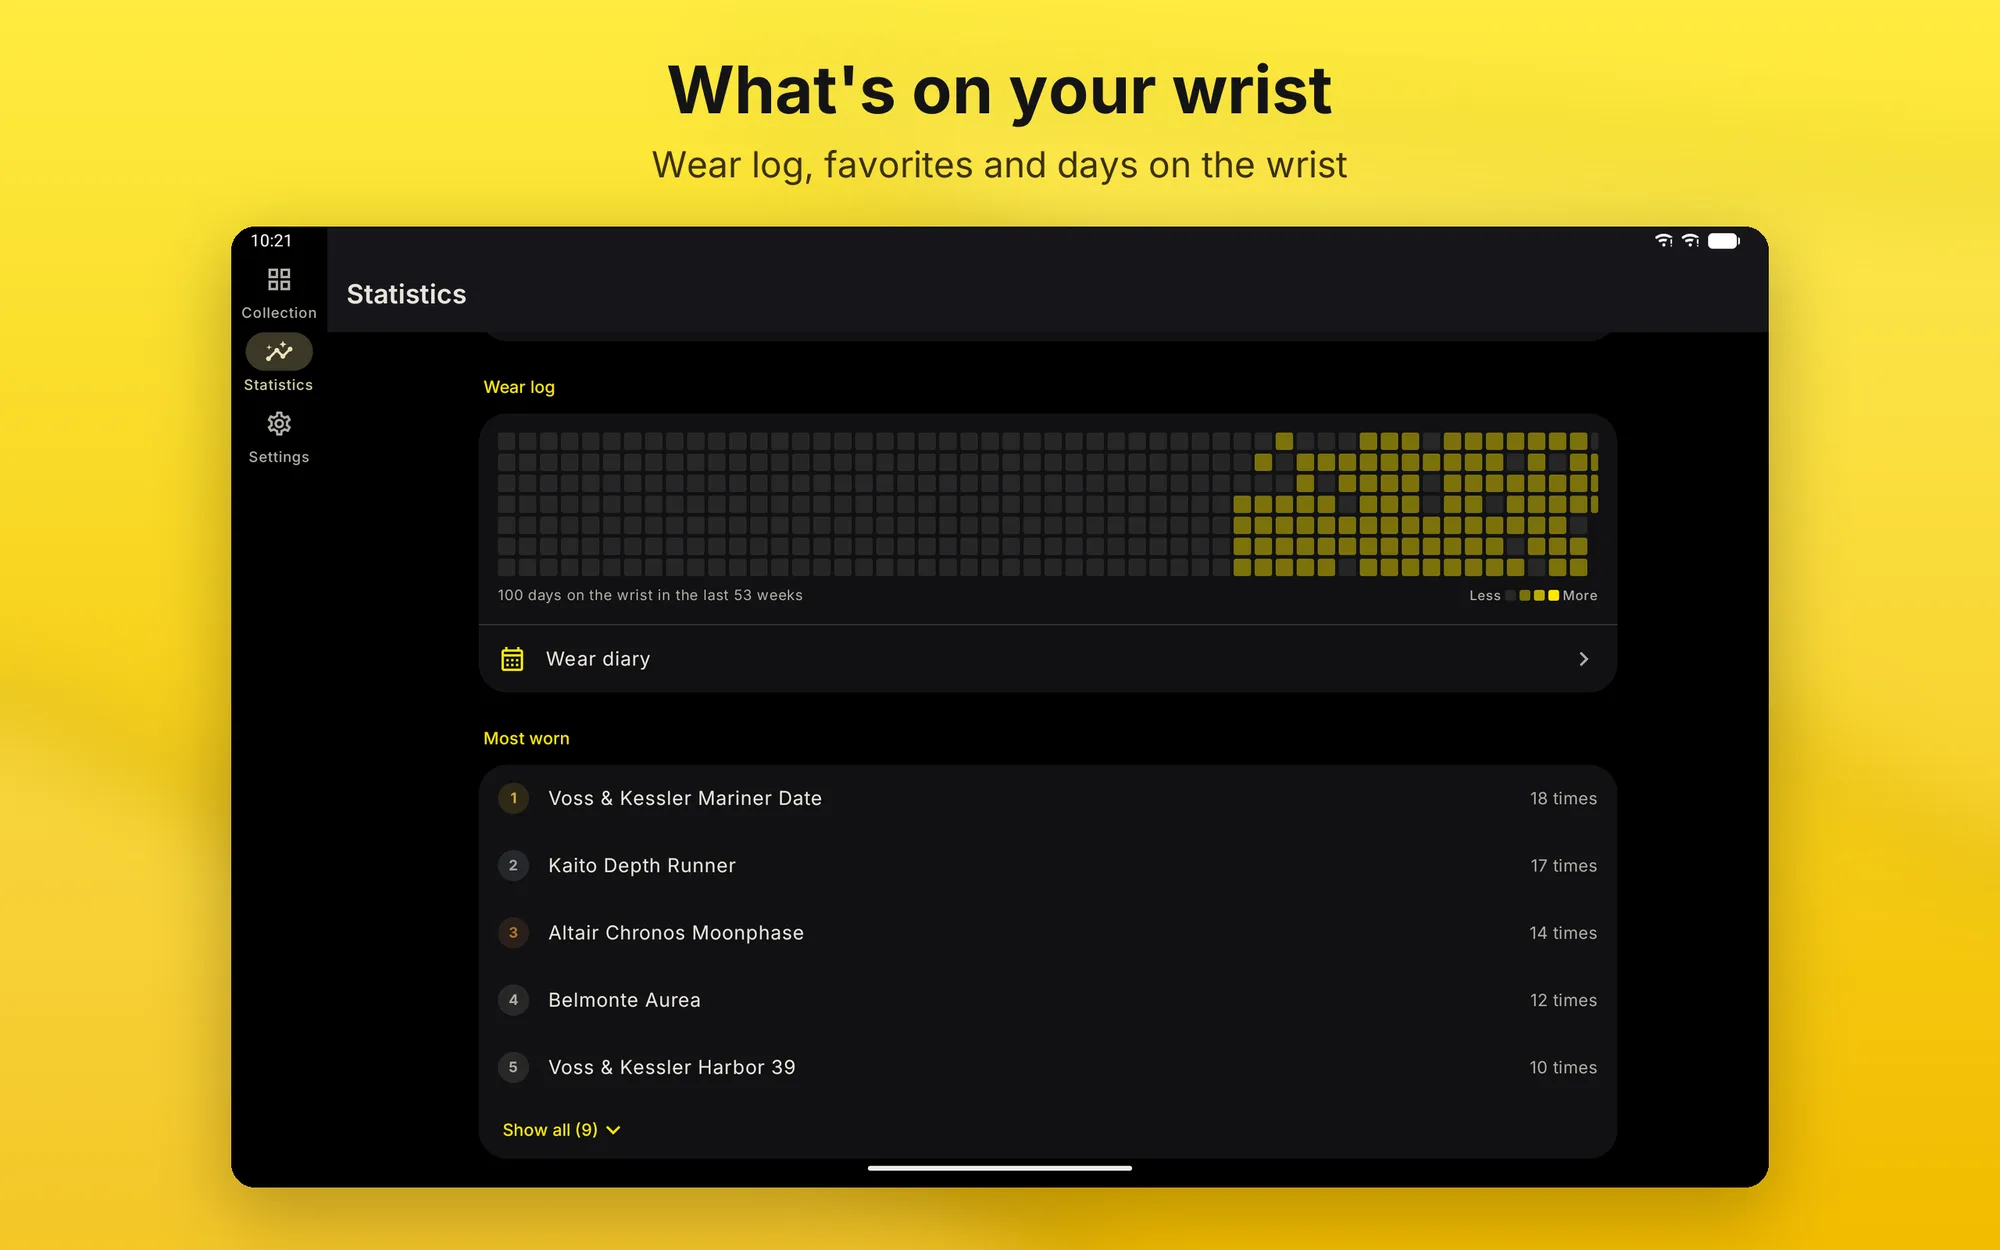 What's on your wrist
Wear log, favorites and days on the wrist
10:21
Collection
Statistics
Settings
Statistics
Wear log
100 days on the wrist in the last 53 weeks
Less More
Wear diary
Most worn
1 Voss & Kessler Mariner Date 18 times
2 Kaito Depth Runner 17 times
3 Altair Chronos Moonphase 14 times
4 Belmonte Aurea 12 times
5 Voss & Kessler Harbor 39 10 times
Show all (9)